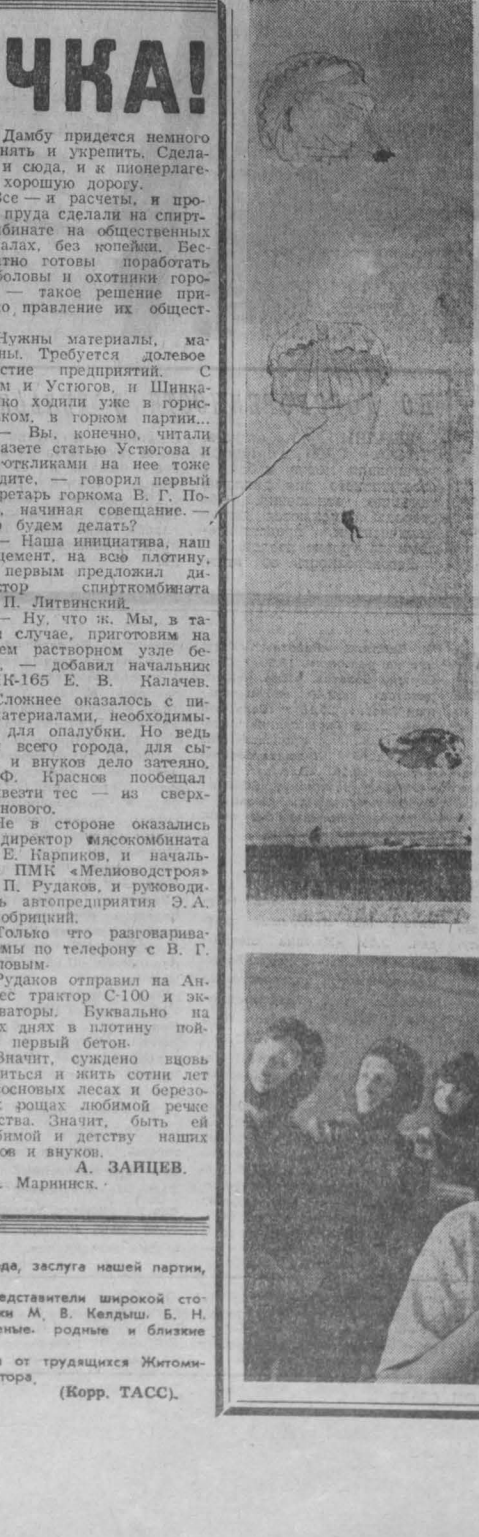 ЧКА!
Дамбу придется немного
нять и укрепить. Сдела-
и сюда, и к пионерлаге-
хорошую дорогу.
Все — и расчеты, и про-
пруда сделали на спирт-
бинате на общественных
алах, без копейки. Бес-
тно готовы поработать
оловы и охотники горо-
— такое решение при-
о правление их общест-
Нужны материалы, ма-
ны. Требуется долевое
стие предприятий. С
м и Устюгов, и Шинка-
ко ходили уже в горис-
ком, в горком партии...
— Вы, конечно, читали
азете статью Устюгова и
откликами на нее тоже
дите, — говорил первый
ретарь горкома В. Г. По-
, начиная совещание. —
о будем делать?
— Наша инициатива, наш
цемент, на всю плотину,
первым предложил ди-
ктор спирткомбината
П. Литвинский.
— Ну, что ж. Мы, в та-
м случае, приготовим на
ем растворном узле бе-
, — добавил начальник
К-165 Е. В. Калачев.
Сложнее оказалось с пи-
атериалами, необходимы-
для опалубки. Но ведь
всего города, для сы-
и внуков дело затеяно.
Ф. Краснов пообещал
везти тес — из сверх-
нового.
Не в стороне оказались
директор мясокомбината
Е. Карпиков, и началь-
ПМК «Мелиоводстроя»
П. Рудаков, и руководи-
ь автопредприятия Э. А.
обрицкий.
Только что разговарива-
мы по телефону с В. Г.
повым.
Рудаков отправил на Ан-
ес трактор С-100 и эк-
ваторы. Буквально на
х днях в плотину пой-
первый бетон.
Значит, суждено вновь
иться и жить сотни лет
основых лесах и березо-
х рощах любимой речке
ства. Значит, быть ей
бимой и детству наших
ов и внуков.
А. ЗАЙЦЕВ.
. Мариинск.
да, заслуга нашей партии,
едставители широкой сто-
ки М. В. Келдыш. Б. Н.
еные. родные и близкие
и от трудящихся Житоми-
тора.
(Корр. ТАСС).